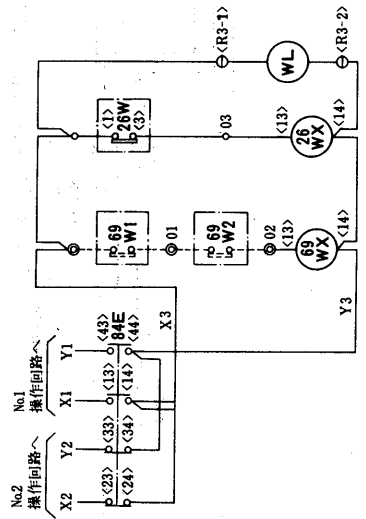 <R3-1>
WL
<R3-2>
<1>
26W
<3>
03
<13>
26
WX
<14>
69
W1
01
69
W2
02
<13>
69
WX
<14>
X3
Y3
<43>
84E
<44>
No.1
操作回路へ
Y1
X1
<13>
<14>
No.2
操作回路へ
Y2
X2
<33>
<34>
<23>
<24>